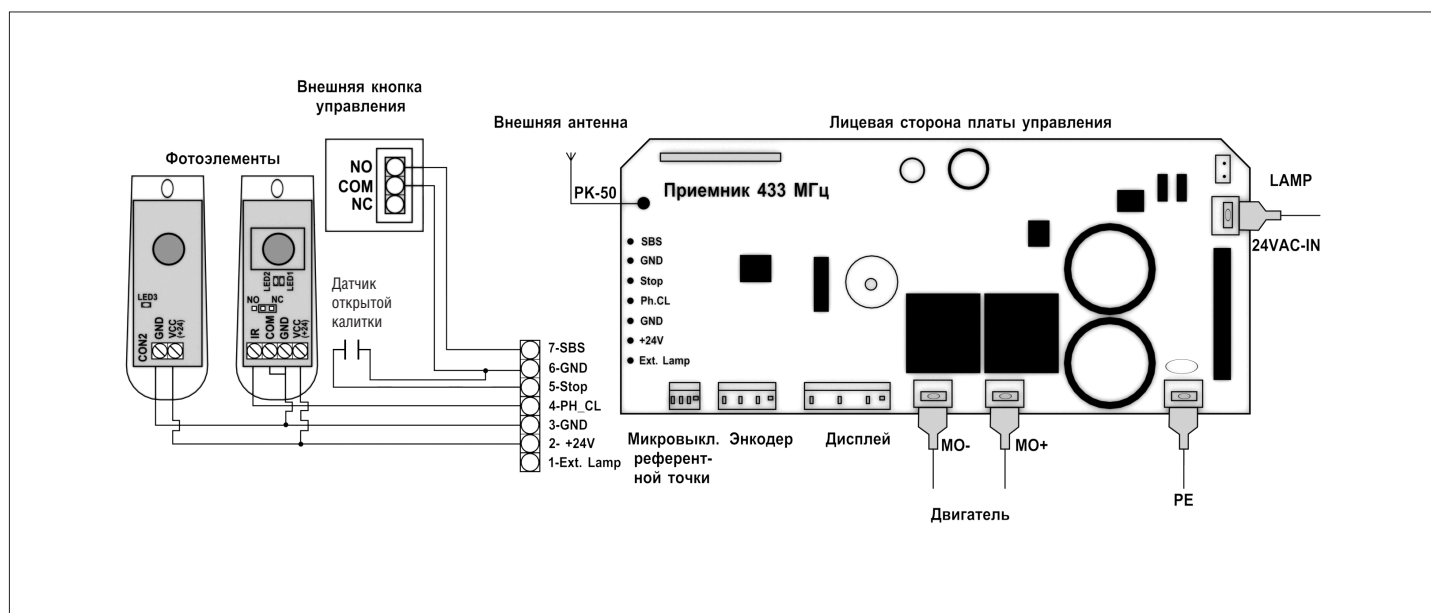 Внешняя кнопка
управления
Внешняя антенна
Лицевая сторона платы управления
Фотоэлементы
NO
COM
NC
PK-50
Приемник 433 МГц
LAMP
24VAC-IN
SBS
GND
Stop
Ph.CL
GND
+24V
Ext. Lamp
LED3
CON2
GND
VCC
(+24)
LED2
LED1
NO
NC
IR
COM
GND
VCC
(+24)
Датчик
открытой
калитки
7-SBS
6-GND
5-Stop
4-PH_CL
3-GND
2- +24V
1-Ext. Lamp
Микровыкл.
референт-
ной точки
Энкодер
Дисплей
MO-
MO+
Двигатель
PE